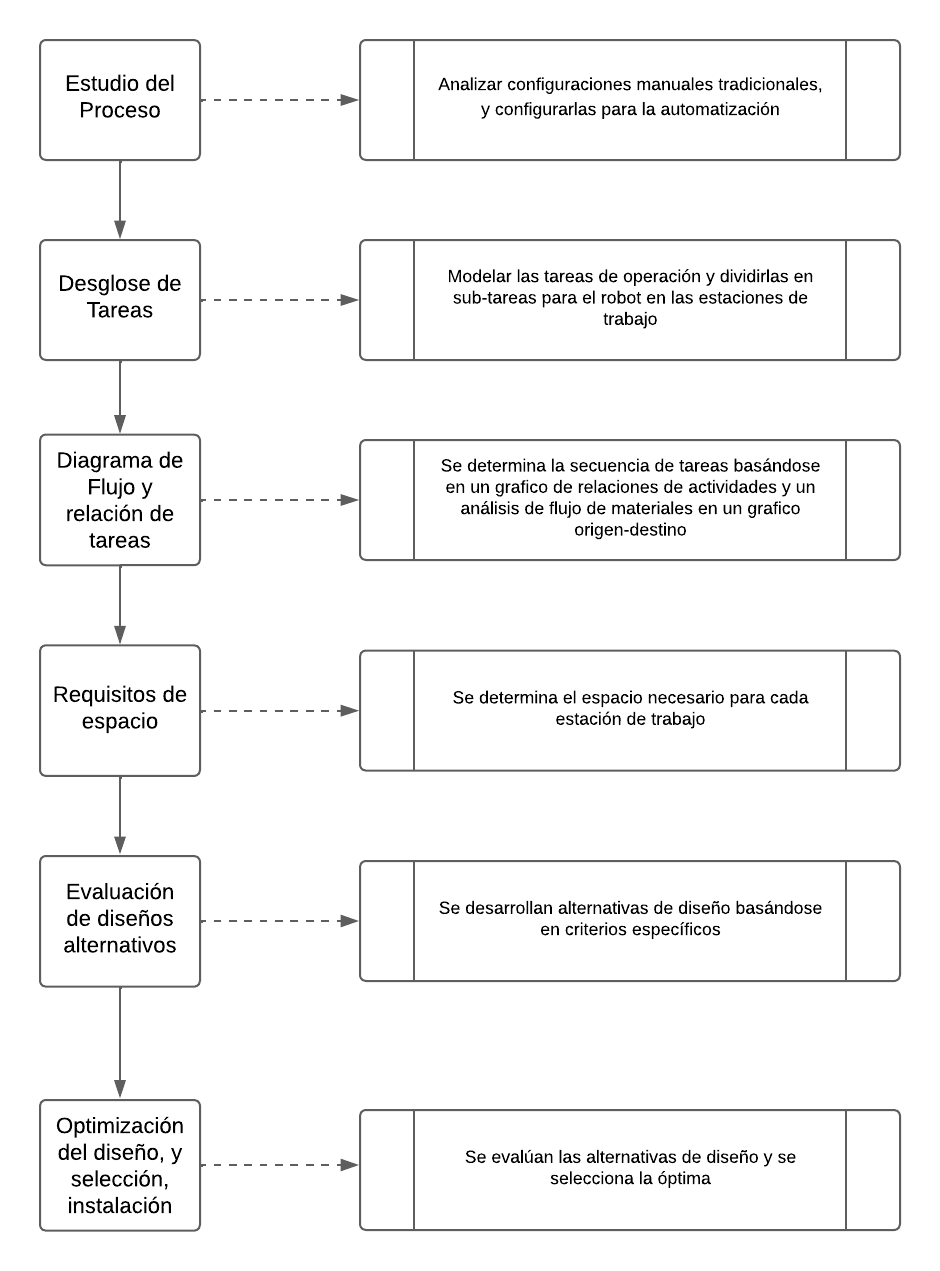 Estudio del
Proceso
Analizar configuraciones manuales tradicionales,
y configurarlas para la automatización
Desglose de
Tareas
Modelar las tareas de operación y dividirlas en
sub-tareas para el robot en las estaciones de
trabajo
Diagrama de
Flujo y
relación de
tareas
Se determina la secuencia de tareas basándose
en un grafico de relaciones de actividades y un
análisis de flujo de materiales en un grafico
origen-destino
Requisitos de
espacio
Se determina el espacio necesario para cada
estación de trabajo
Evaluación
de diseños
alternativos
Se desarrollan alternativas de diseño basándose
en criterios específicos
Optimización
del diseño, y
selección,
instalación
Se evalúan las alternativas de diseño y se
selecciona la óptima